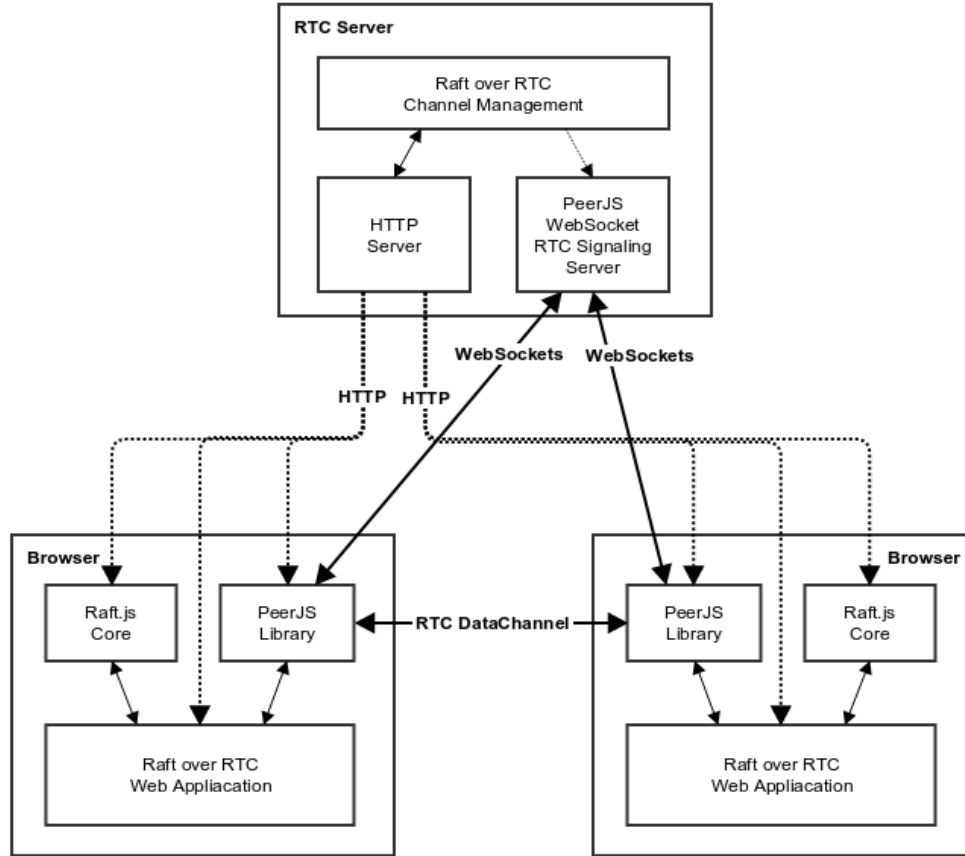 RTC Server
Raft over RTC
Channel Management
HTTP
Server
PeerJS
WebSocket
RTC Signaling
Server
WebSockets
WebSockets
HTTP
HTTP
Browser
Raft.js
Core
PeerJS
Library
RTC DataChannel
Raft over RTC
Web Appliacation
Browser
PeerJS
Library
Raft.js
Core
Raft over RTC
Web Appliacation